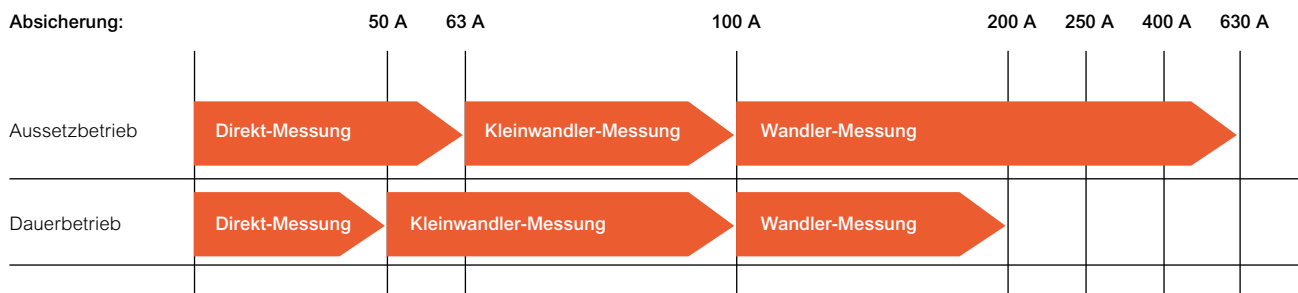 Absicherung: 50 A 63 A 100 A 200 A 250 A 400 A 630 A
Aussetzbetrieb Direkt-Messung Kleinwandler-Messung Wandler-Messung
Dauerbetrieb Direkt-Messung Kleinwandler-Messung Wandler-Messung